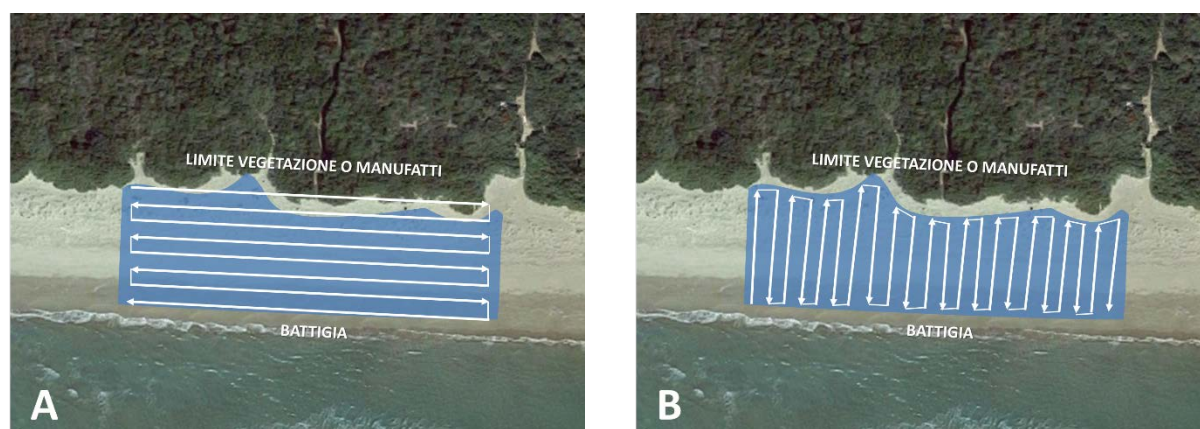 LIMITE VEGETAZIONE O MANUFATTI
BATTIGIA
A
LIMITE VEGETAZIONE O MANUFATTI
BATTIGIA
B